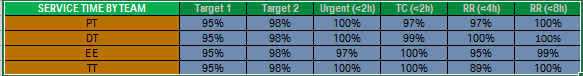 SERVICE TIME BY TEAM Target 1 Target 2 Urgent (<2h) TC (<2h) RR (<4h) RR (<8h)
PT 95% 98% 100% 97% 97% 100%
DT 95% 98% 100% 99% 100% 100%
EE 95% 98% 97% 100% 95% 99%
TT 95% 98% 100% 100% 89% 100%